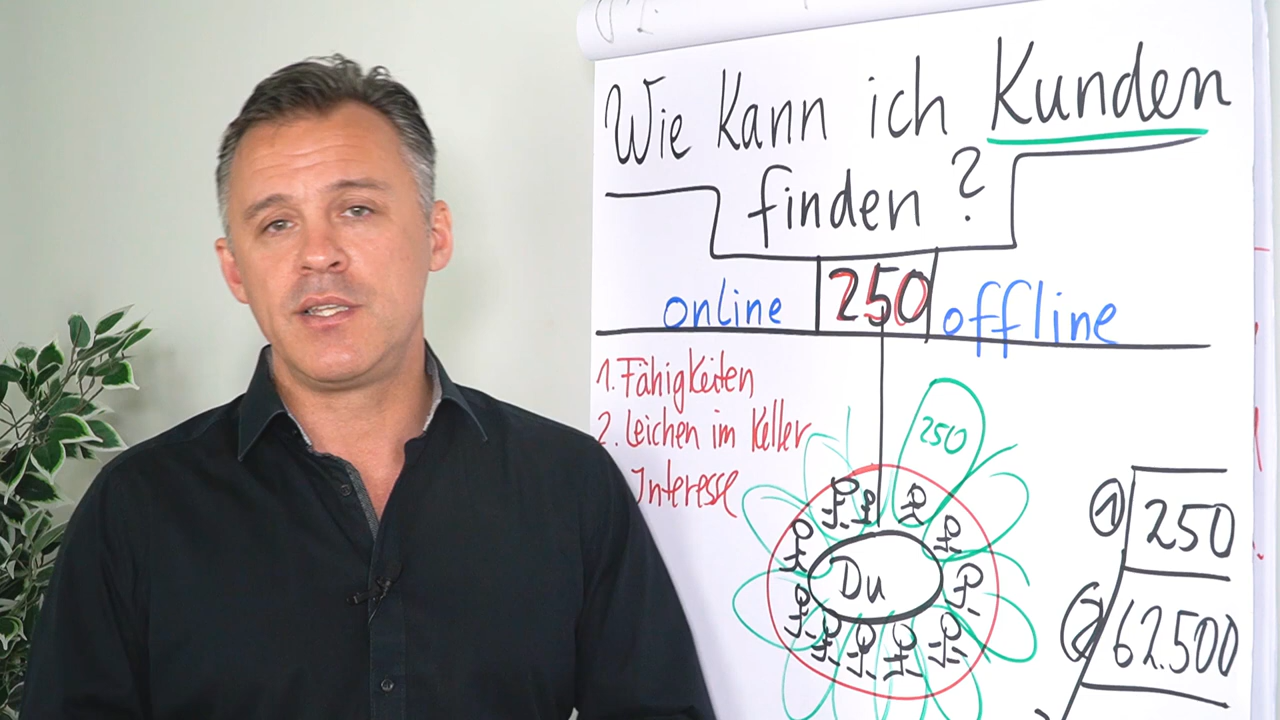 Wie kann ich Kunden
finden?
online 250 offline
1. Fähigkeiten
2. Leichen im Keller
Interesse
250
Du
1 250
2 62.500